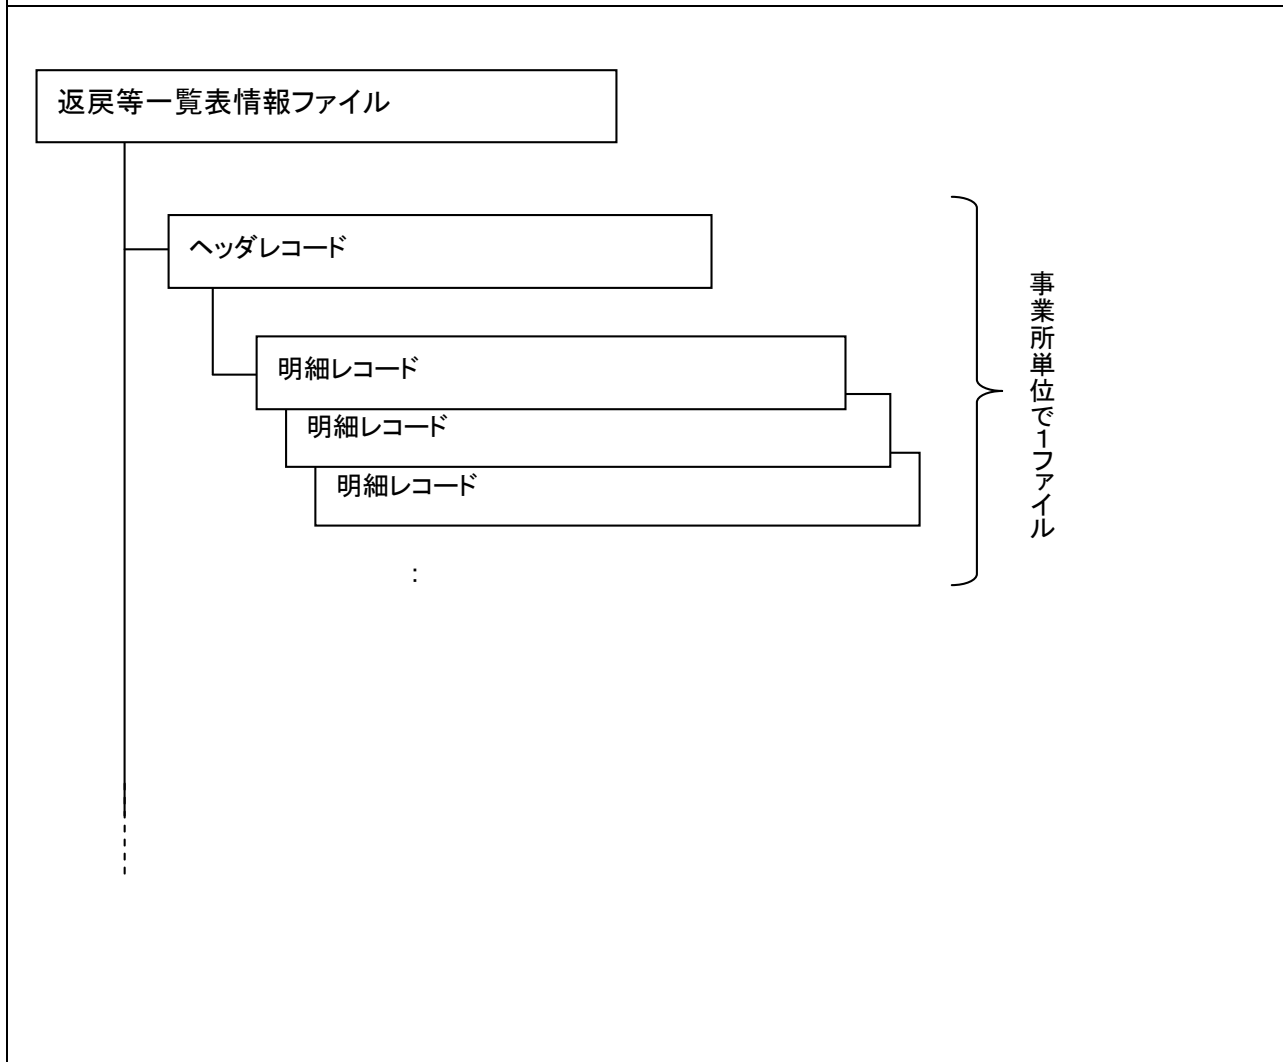 返戻等一覧表情報ファイル
ヘッダレコード
明細レコード
明細レコード
明細レコード
:
事業所単位で1ファイル